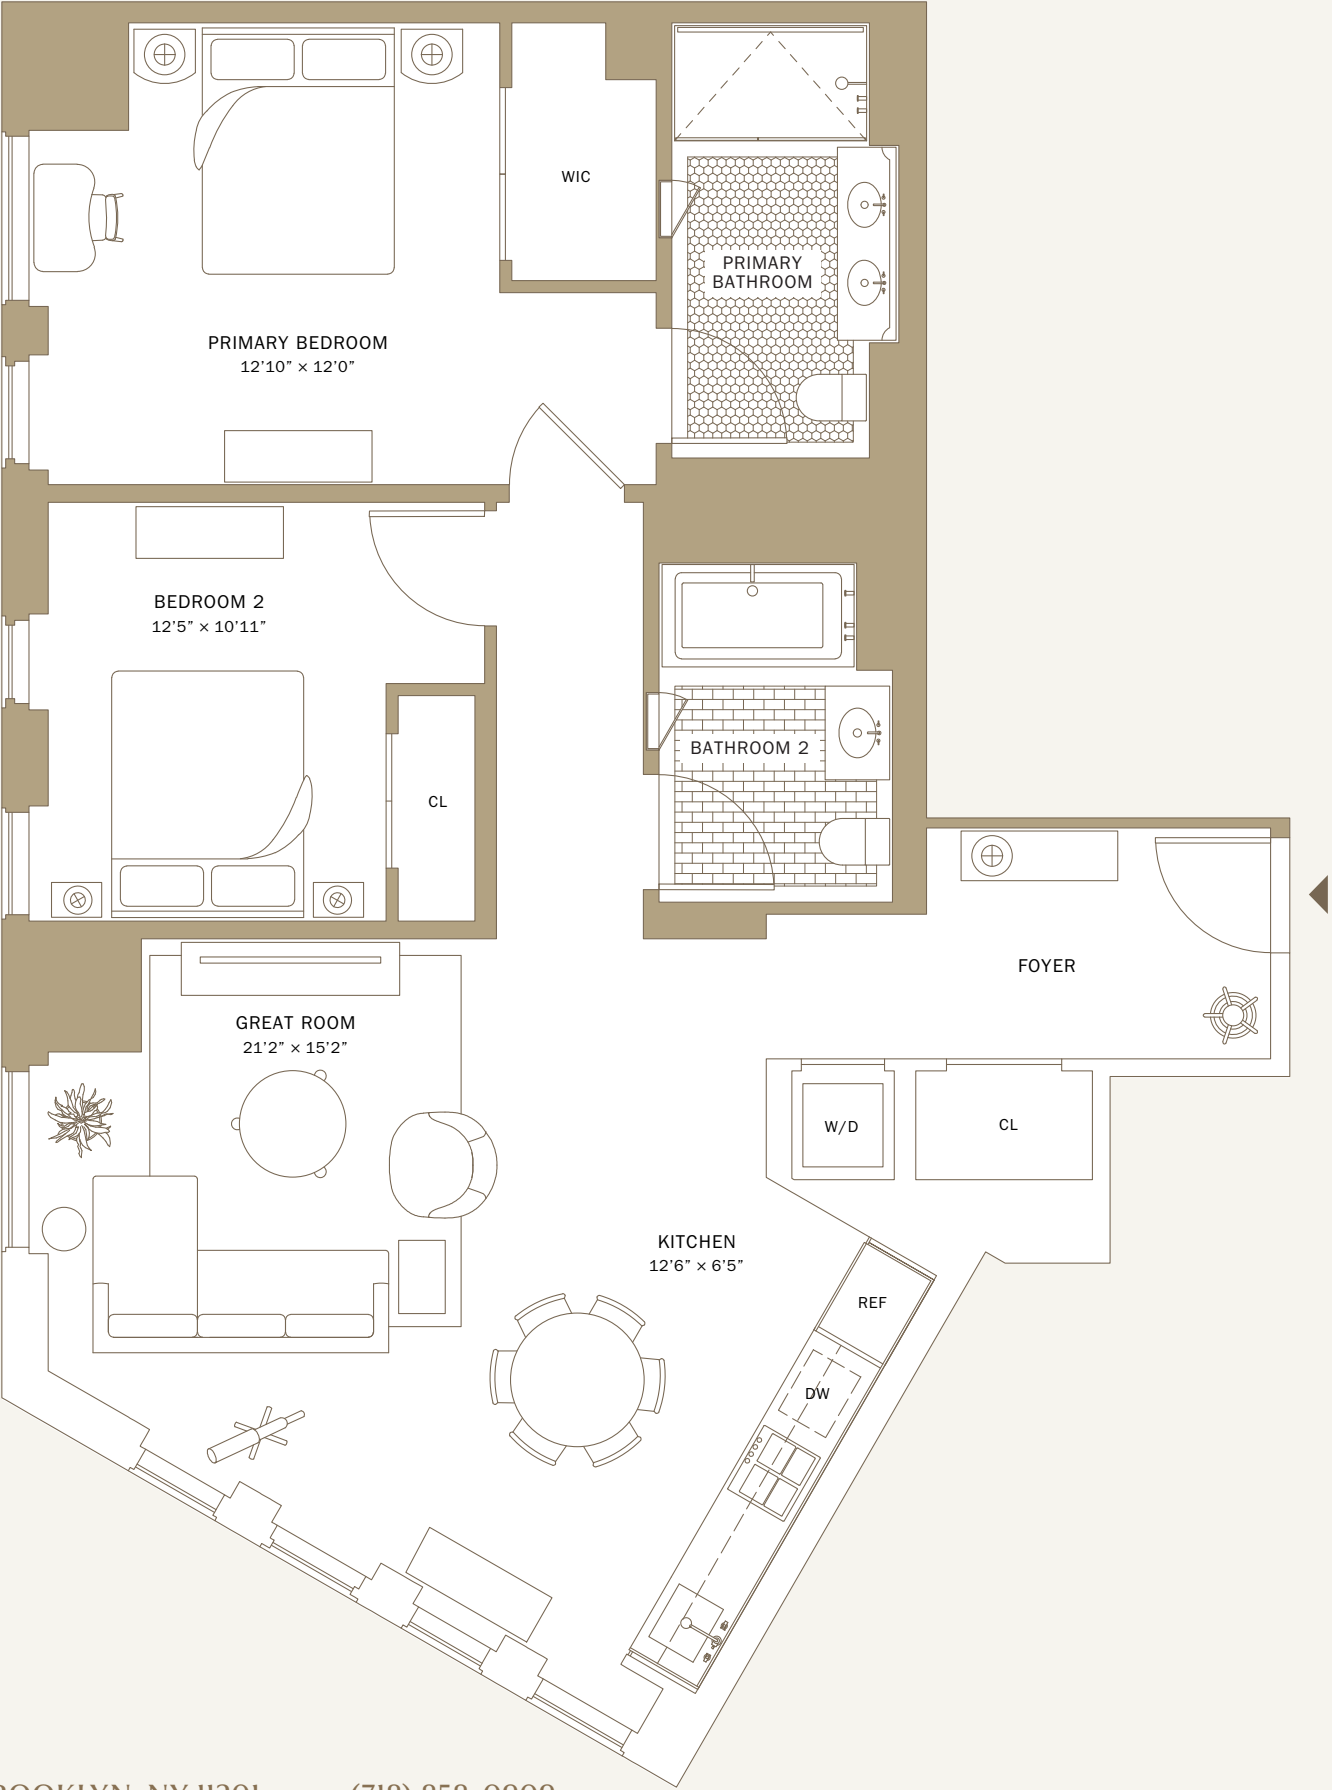 WIC
PRIMARY
BATHROOM
PRIMARY BEDROOM
12’10” × 12’0”
BEDROOM 2
12’5” × 10’11”
BATHROOM 2
CL
FOYER
GREAT ROOM
21’2” × 15’2”
W/D
CL
KITCHEN
12’6” × 6’5”
REF
DW